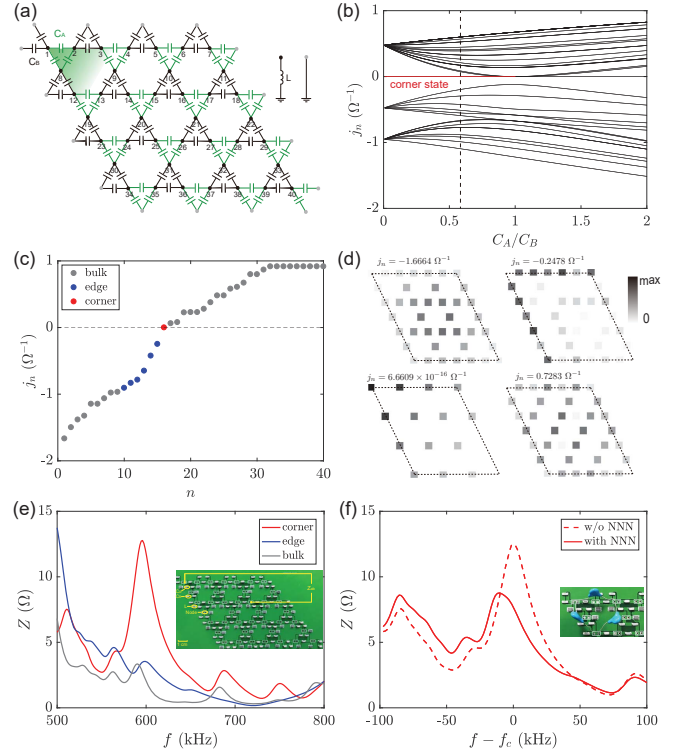 (a)
C_A
C_B
1 2 3 4 5 6 7
8 9 10 11
12 13 14 15 16 17 18
19 20 21 22
23 24 25 26 27 28 29
30 31 32 33
34 35 36 37 38 39 40
L
(b)
1
0
-1
-2
j_n (Ω⁻¹)
corner state
0 0.5 1 1.5 2
C_A/C_B
(c)
1
0
-1
-2
j_n (Ω⁻¹)
bulk
edge
corner
0 10 20 30 40
n
(d)
j_n = −1.6664 Ω⁻¹
j_n = −0.2478 Ω⁻¹
max
0
j_n = 6.6609 × 10⁻¹⁶ Ω⁻¹
j_n = 0.7283 Ω⁻¹
(e)
15
10
5
0
Z (Ω)
corner
edge
bulk
500 600 700 800
f (kHz)
(f)
15
10
5
0
Z (Ω)
w/o NNN
with NNN
-100 -50 0 50 100
f − f_c (kHz)